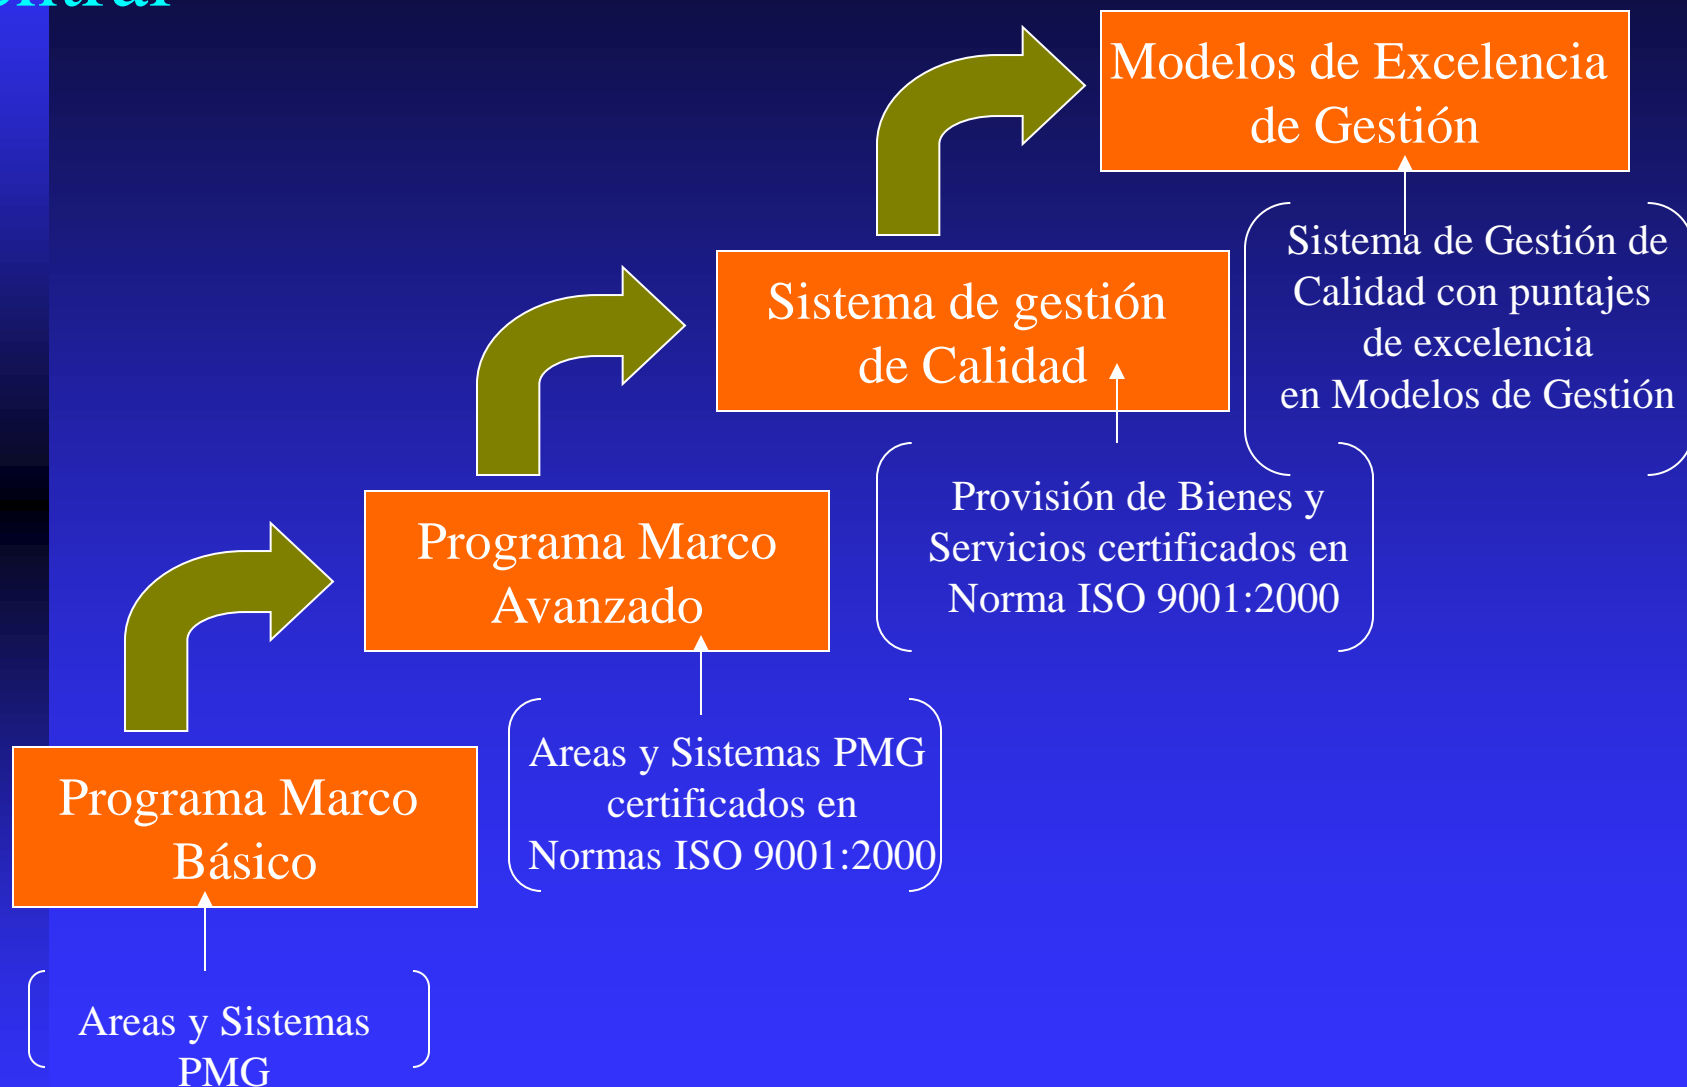 Modelos de Excelencia
de Gestión
Sistema de Gestión de
Calidad con puntajes
de excelencia
en Modelos de Gestión
Sistema de gestión
de Calidad
Provisión de Bienes y
Servicios certificados en
Norma ISO 9001:2000
Programa Marco
Avanzado
Areas y Sistemas PMG
certificados en
Normas ISO 9001:2000
Programa Marco
Básico
Areas y Sistemas
PMG